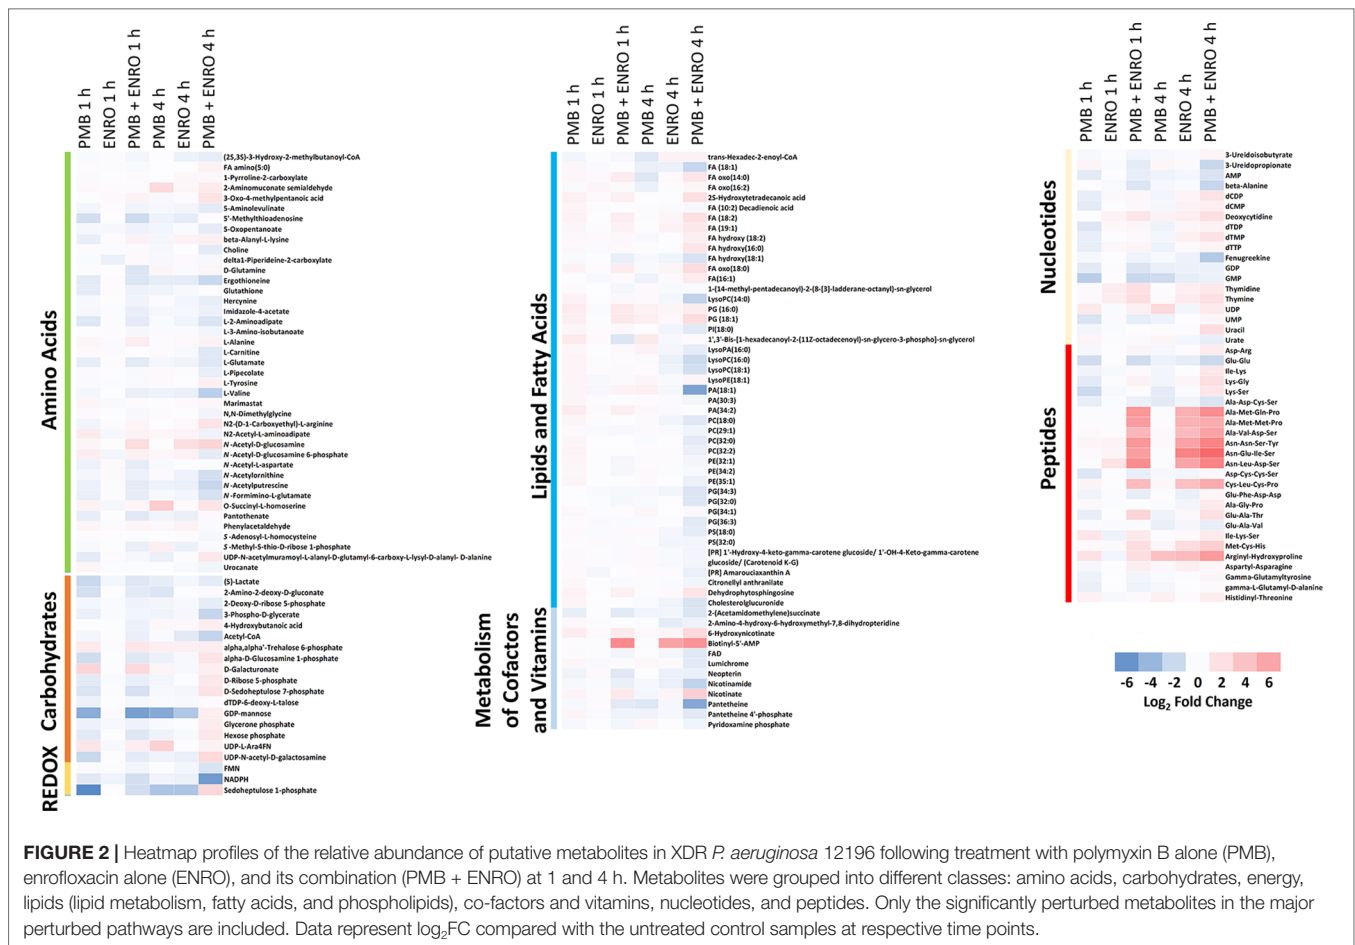 PMB 1 h
ENRO 1 h
PMB + ENRO 1 h
PMB 4 h
ENRO 4 h
PMB + ENRO 4 h
Amino Acids
(2S,3S)-3-Hydroxy-2-methylbutanoyl-CoA
FA amino(5:0)
1-Pyrroline-2-carboxylate
2-Aminomuconate semialdehyde
3-Oxo-4-methylpentanoic acid
5-Aminolevulinate
5'-Methylthioadenosine
5-Oxopentanoate
beta-Alanyl-L-lysine
Choline
delta1-Piperideine-2-carboxylate
D-Glutamine
Ergothioneine
Glutathione
Hercynine
Imidazole-4-acetate
L-2-Aminoadipate
L-3-Amino-isobutanoate
L-Alanine
L-Carnitine
L-Glutamate
L-Pipecolate
L-Tyrosine
L-Valine
Marimastat
N,N-Dimethylglycine
N2-(D-1-Carboxyethyl)-L-arginine
N2-Acetyl-L-aminoadipate
N-Acetyl-D-glucosamine
N-Acetyl-D-glucosamine 6-phosphate
N-Acetyl-L-aspartate
N-Acetylornithine
N-Acetylputrescine
N-Formimino-L-glutamate
O-Succinyl-L-homoserine
Pantothenate
Phenylacetaldehyde
S-Adenosyl-L-homocysteine
S-Methyl-5-thio-D-ribose 1-phosphate
UDP-N-acetylmuramoyl-L-alanyl-D-glutamyl-6-carboxy-L-lysyl-D-alanyl- D-alanine
Urocanate
Carbohydrates
(S)-Lactate
2-Amino-2-deoxy-D-gluconate
2-Deoxy-D-ribose 5-phosphate
3-Phospho-D-glycerate
4-Hydroxybutanoic acid
Acetyl-CoA
alpha,alpha'-Trehalose 6-phosphate
alpha-D-Glucosamine 1-phosphate
D-Galacturonate
D-Ribose 5-phosphate
D-Sedoheptulose 7-phosphate
dTDP-6-deoxy-L-talose
GDP-mannose
Glycerone phosphate
Hexose phosphate
UDP-L-Ara4FN
UDP-N-acetyl-D-galactosamine
REDOX
FMN
NADPH
Sedoheptulose 1-phosphate
PMB 1 h
ENRO 1 h
PMB + ENRO 1 h
PMB 4 h
ENRO 4 h
PMB + ENRO 4 h
Lipids and Fatty Acids
trans-Hexadec-2-enoyl-CoA
FA (18:1)
FA oxo(14:0)
FA oxo(16:2)
2S-Hydroxytetradecanoic acid
FA (10:2) Decadienoic acid
FA (18:2)
FA (19:1)
FA hydroxy (18:2)
FA hydroxy(16:0)
FA hydroxy(18:1)
FA oxo(18:0)
FA(16:1)
1-(14-methyl-pentadecanoyl)-2-(8-[3]-ladderane-octanyl)-sn-glycerol
LysoPC(14:0)
PG (16:0)
PG (18:1)
PI(18:0)
1',3'-Bis-[1-hexadecanoyl-2-(11Z-octadecenoyl)-sn-glycero-3-phospho]-sn-glycerol
LysoPA(16:0)
LysoPC(16:0)
LysoPC(18:1)
LysoPE(18:1)
PA(18:1)
PA(30:3)
PA(34:2)
PC(18:0)
PC(29:1)
PC(32:0)
PC(32:2)
PE(32:1)
PE(34:2)
PE(35:1)
PG(34:3)
PG(32:0)
PG(34:1)
PG(36:3)
PS(18:0)
PS(32:0)
[PR] 1'-Hydroxy-4-keto-gamma-carotene glucoside/ 1'-OH-4-Keto-gamma-carotene
glucoside/ (Carotenoid K-G)
[PR] Amarouciaxanthin A
Citronellyl anthranilate
Dehydrophytosphingosine
Cholesterolglucuronide
Metabolism
of Cofactors
and Vitamins
2-(Acetamidomethylene)succinate
2-Amino-4-hydroxy-6-hydroxymethyl-7,8-dihydropteridine
6-Hydroxynicotinate
Biotinyl-5'-AMP
FAD
Lumichrome
Neopterin
Nicotinamide
Nicotinate
Pantetheine
Pantetheine 4'-phosphate
Pyridoxamine phosphate
PMB 1 h
ENRO 1 h
PMB + ENRO 1 h
PMB 4 h
ENRO 4 h
PMB + ENRO 4 h
Nucleotides
3-Ureidoisobutyrate
3-Ureidopropionate
AMP
beta-Alanine
dCDP
dCMP
Deoxycytidine
dTDP
dTMP
dTTP
Fenugreekine
GDP
GMP
Thymidine
Thymine
UDP
UMP
Uracil
Urate
Peptides
Asp-Arg
Glu-Glu
Ile-Lys
Lys-Gly
Lys-Ser
Ala-Asp-Cys-Ser
Ala-Met-Gln-Pro
Ala-Met-Met-Pro
Ala-Val-Asp-Ser
Asn-Asn-Ser-Tyr
Asn-Glu-Ile-Ser
Asn-Leu-Asp-Ser
Asp-Cys-Cys-Ser
Cys-Leu-Cys-Pro
Glu-Phe-Asp-Asp
Ala-Gly-Pro
Glu-Ala-Thr
Glu-Ala-Val
Ile-Lys-Ser
Met-Cys-His
Arginyl-Hydroxyproline
Aspartyl-Asparagine
Gamma-Glutamyltyrosine
gamma-L-Glutamyl-D-alanine
Histidinyl-Threonine
-6 -4 -2 0 2 4 6
Log2 Fold Change
FIGURE 2 | Heatmap profiles of the relative abundance of putative metabolites in XDR P. aeruginosa 12196 following treatment with polymyxin B alone (PMB),
enrofloxacin alone (ENRO), and its combination (PMB + ENRO) at 1 and 4 h. Metabolites were grouped into different classes: amino acids, carbohydrates, energy,
lipids (lipid metabolism, fatty acids, and phospholipids), co-factors and vitamins, nucleotides, and peptides. Only the significantly perturbed metabolites in the major
perturbed pathways are included. Data represent log2FC compared with the untreated control samples at respective time points.